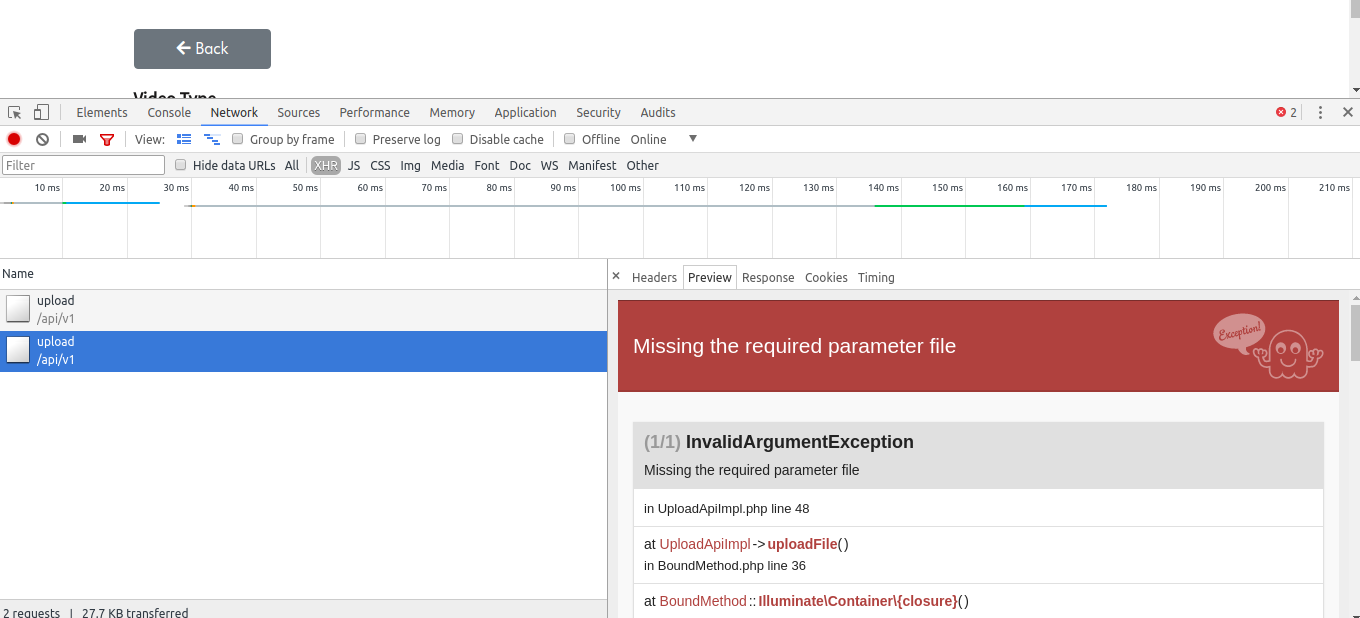 Back
Video Type
Elements Console Network Sources Performance Memory Application Security Audits 2
View: Group by frame Preserve log Disable cache Offline Online
Filter Hide data URLs All XHR JS CSS Img Media Font Doc WS Manifest Other
10 ms 20 ms 30 ms 40 ms 50 ms 60 ms 70 ms 80 ms 90 ms 100 ms 110 ms 120 ms 130 ms 140 ms 150 ms 160 ms 170 ms 180 ms 190 ms 200 ms 210 ms
Name
upload
/api/v1
upload
/api/v1
2 requests | 27.7 KB transferred
Headers Preview Response Cookies Timing
Missing the required parameter file
Exception!
(1/1) InvalidArgumentException
Missing the required parameter file
in UploadApiImpl.php line 48
at UploadApiImpl->uploadFile()
in BoundMethod.php line 36
at BoundMethod::Illuminate\Container\{closure}()